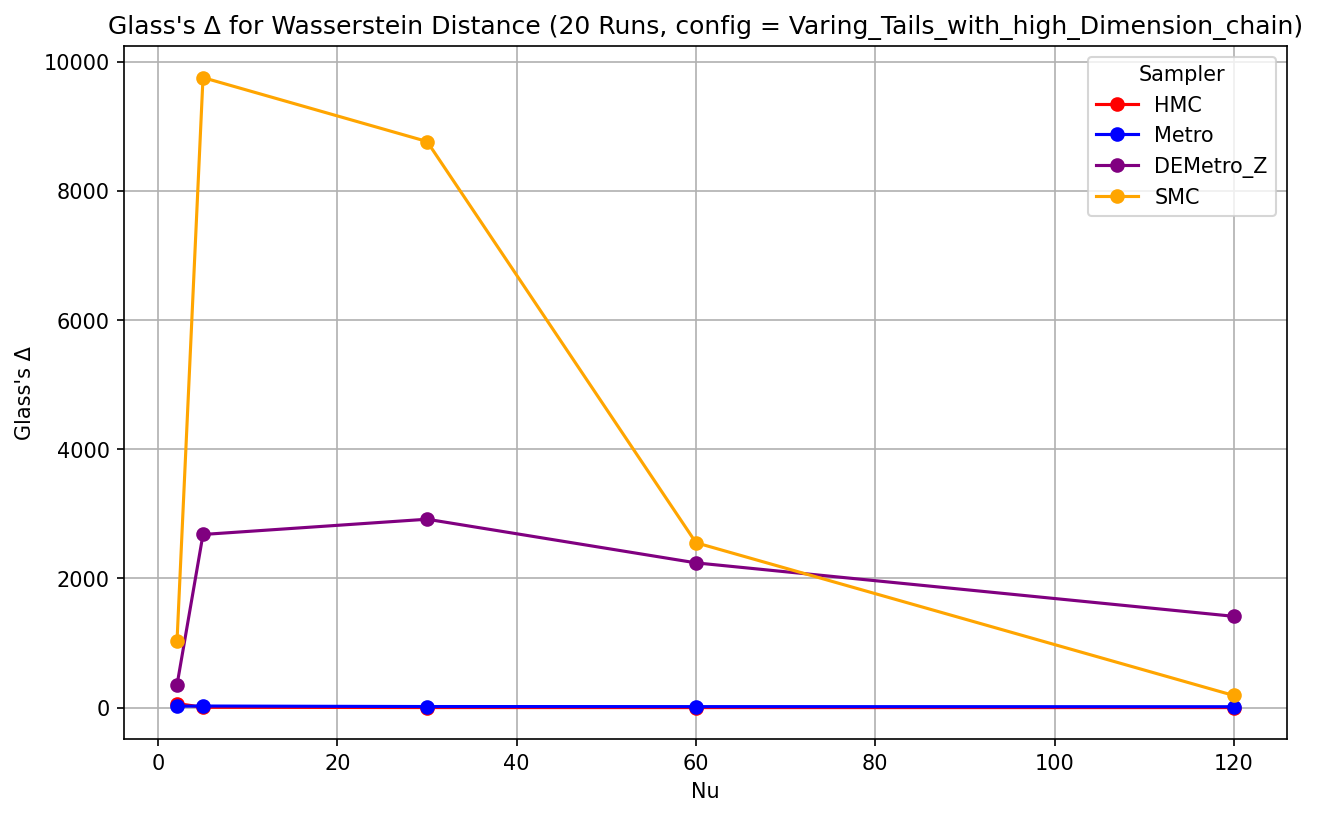 Glass's Δ for Wasserstein Distance (20 Runs, config = Varing_Tails_with_high_Dimension_chain)
Sampler
HMC
Metro
DEMetro_Z
SMC
Glass's Δ
10000
8000
6000
4000
2000
0
0
20
40
60
80
100
120
Nu